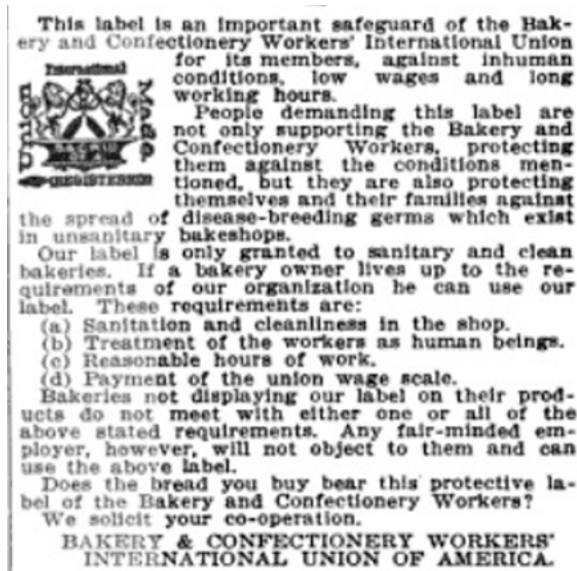 This label is an important safeguard of the Bak-
ery and Confectionery Workers' International Union
for its members, against inhuman
conditions, low wages and long
working hours.
International
Union
Made.
REGISTERED
People demanding this label are
not only supporting the Bakery and
Confectionery Workers, protecting
them against the conditions men-
tioned, but they are also protecting
themselves and their families against
the spread of disease-breeding germs which exist
in unsanitary bakeshops.
Our label is only granted to sanitary and clean
bakeries. If a bakery owner lives up to the re-
quirements of our organization he can use our
label. These requirements are:
(a) Sanitation and cleanliness in the shop.
(b) Treatment of the workers as human beings.
(c) Reasonable hours of work.
(d) Payment of the union wage scale.
Bakeries not displaying our label on their prod-
ucts do not meet with either one or all of the
above stated requirements. Any fair-minded em-
ployer, however, will not object to them and can
use the above label.
Does the bread you buy bear this protective la-
bel of the Bakery and Confectionery Workers?
We solicit your co-operation.
BAKERY & CONFECTIONERY WORKERS'
INTERNATIONAL UNION OF AMERICA.